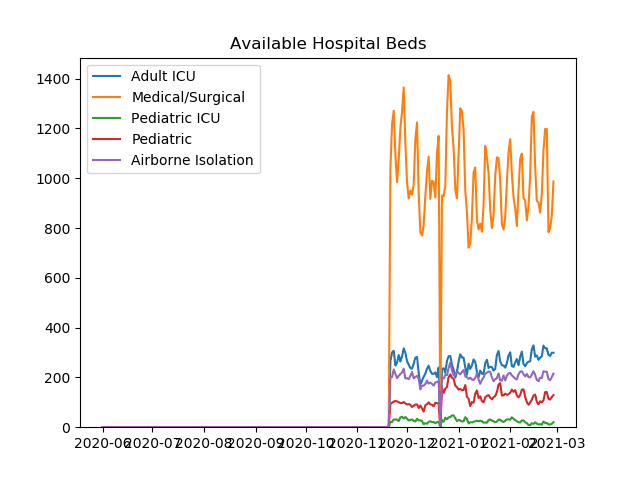 Available Hospital Beds
Adult ICU
Medical/Surgical
Pediatric ICU
Pediatric
Airborne Isolation
1400
1200
1000
800
600
400
200
0
2020-06 2020-07 2020-08 2020-09 2020-10 2020-11 2020-12 2021-01 2021-02 2021-03